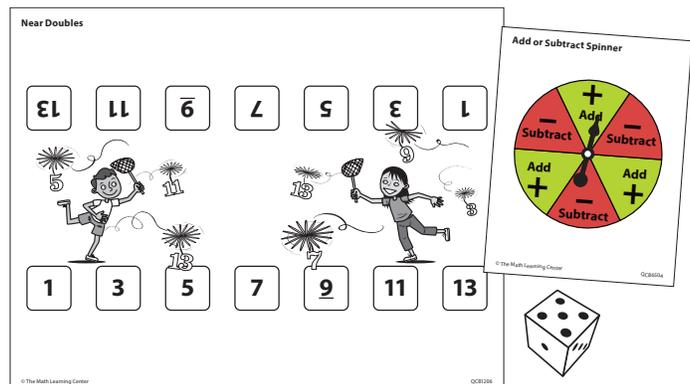 Near Doubles
13 11 9 7 5 3 1
5
11
13
9
13
3
7
1 3 5 7 9 11 13
© The Math Learning Center QCB1206
Add or Subtract Spinner
+
Add
−
Subtract
−
Subtract
Add
+
Add
+
−
Subtract
© The Math Learning Center QCB6504